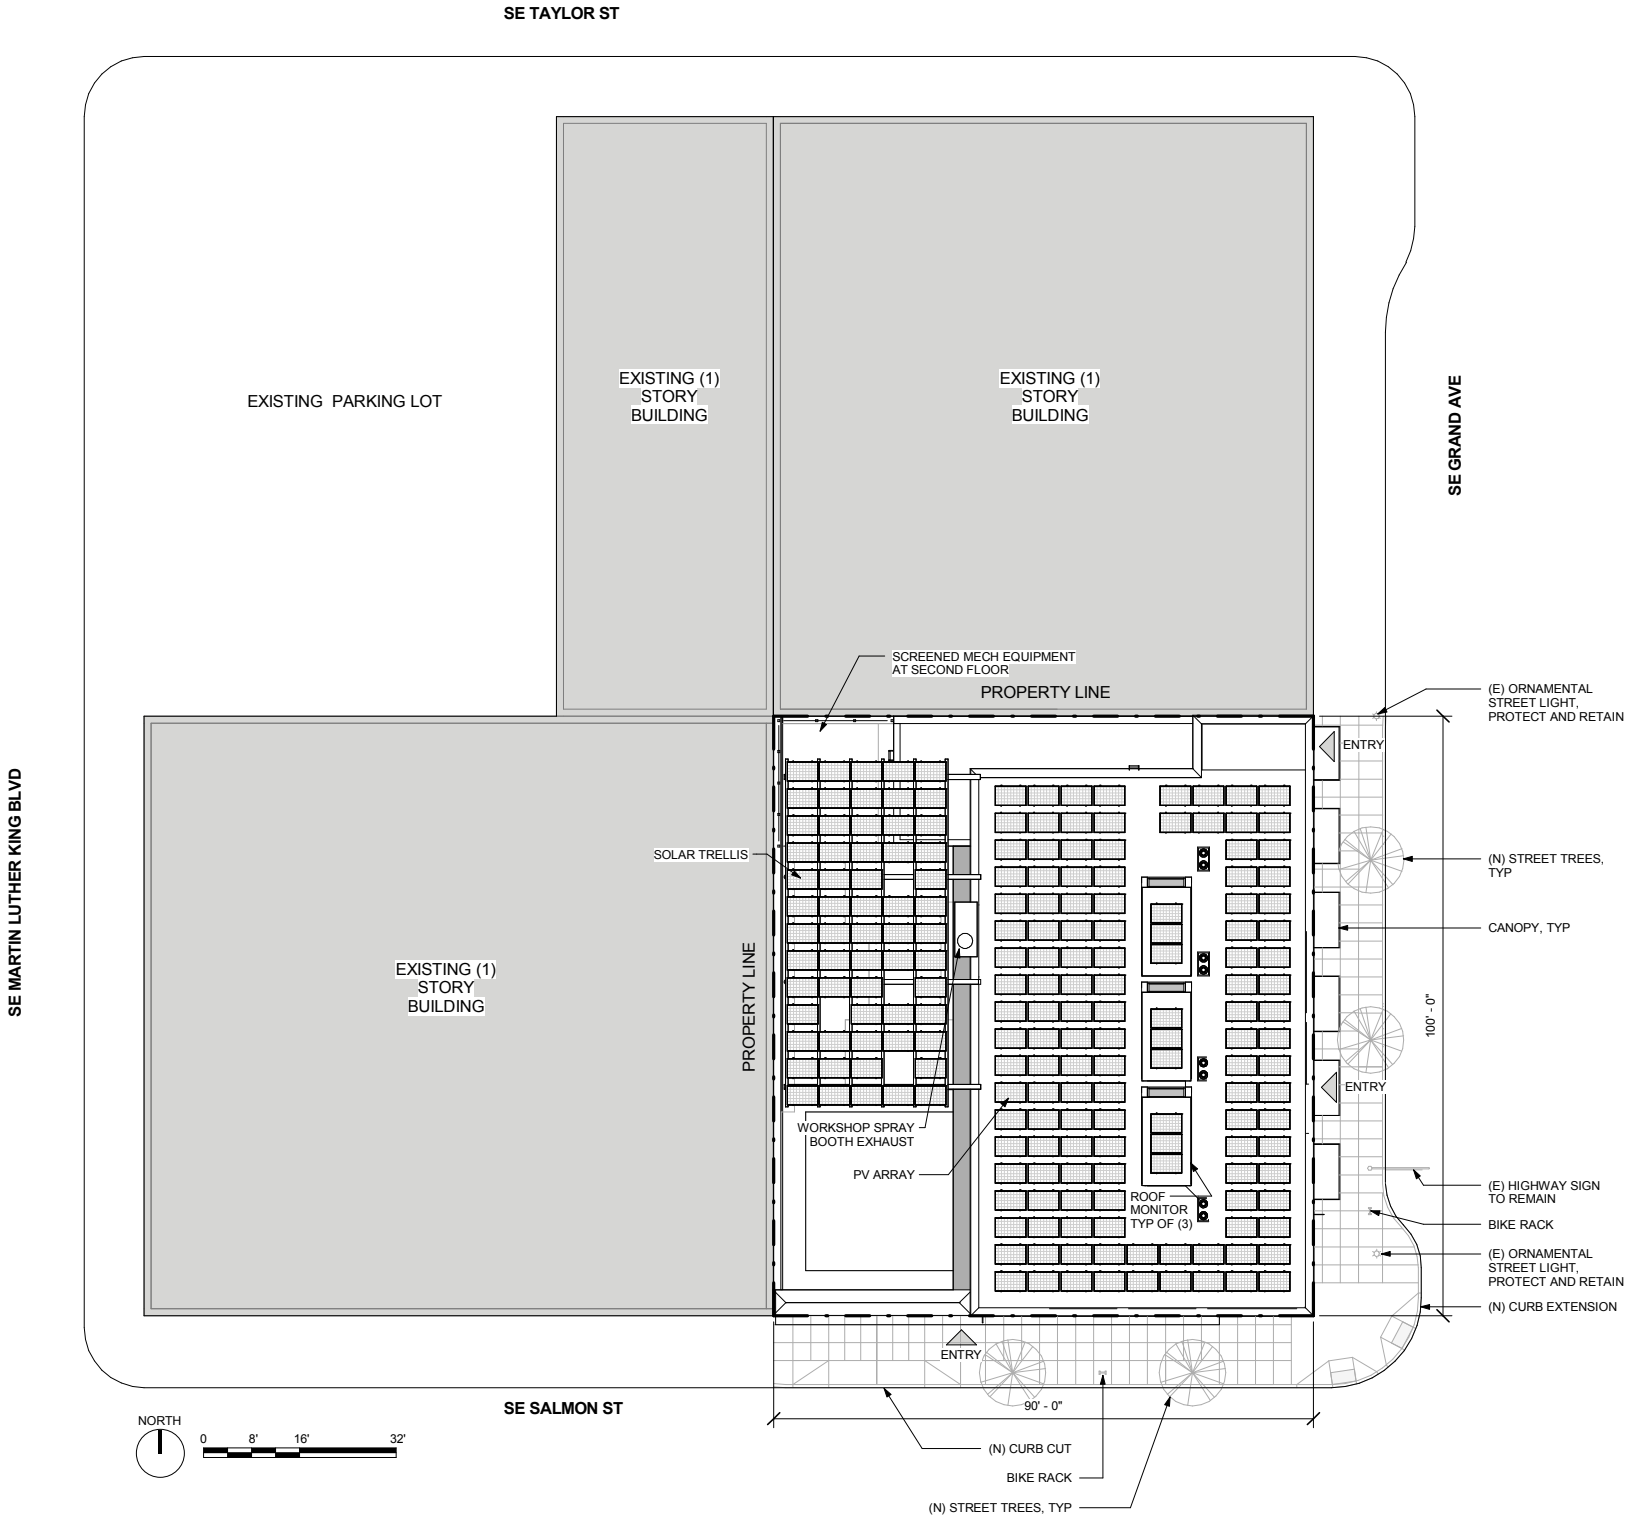 SE TAYLOR ST
EXISTING (1)
STORY
BUILDING
EXISTING (1)
STORY
BUILDING
EXISTING PARKING LOT
SE GRAND AVE
SCREENED MECH EQUIPMENT
AT SECOND FLOOR
PROPERTY LINE
(E) ORNAMENTAL
STREET LIGHT,
PROTECT AND RETAIN
ENTRY
SE MARTIN LUTHER KING BLVD
SOLAR TRELLIS
(N) STREET TREES,
TYP
CANOPY, TYP
EXISTING (1)
STORY
BUILDING
PROPERTY LINE
100' - 0"
ENTRY
WORKSHOP SPRAY
BOOTH EXHAUST
PV ARRAY
ROOF
MONITOR
TYP OF (3)
(E) HIGHWAY SIGN
TO REMAIN
BIKE RACK
(E) ORNAMENTAL
STREET LIGHT,
PROTECT AND RETAIN
(N) CURB EXTENSION
ENTRY
SE SALMON ST
90' - 0"
NORTH
0 8' 16' 32'
(N) CURB CUT
BIKE RACK
(N) STREET TREES, TYP